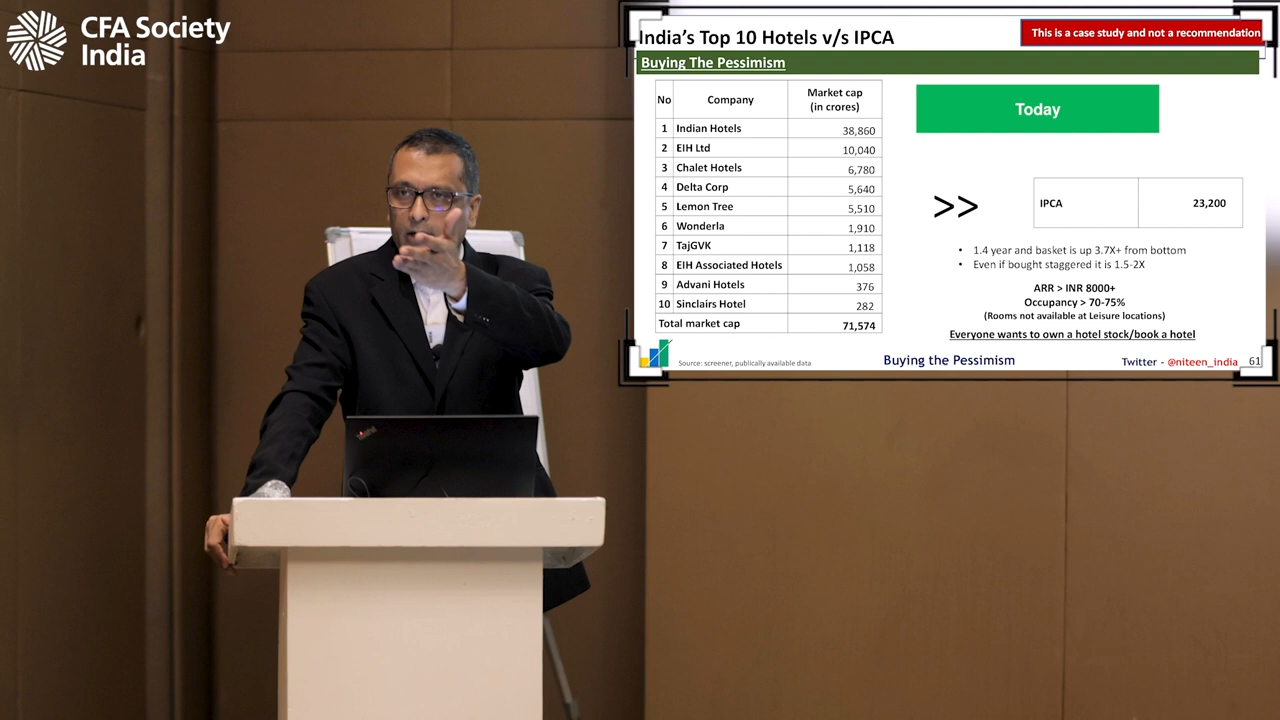 CFA Society
India
India's Top 10 Hotels v/s IPCA
This is a case study and not a recommendation
Buying The Pessimism
No Company Market cap (in crores)
1 Indian Hotels 38,860
2 EIH Ltd 10,040
3 Chalet Hotels 6,780
4 Delta Corp 5,640
5 Lemon Tree 5,510
6 Wonderla 1,910
7 TajGVK 1,118
8 EIH Associated Hotels 1,058
9 Advani Hotels 376
10 Sinclairs Hotel 282
Total market cap 71,574
Today
>>
IPCA 23,200
• 1.4 year and basket is up 3.7X+ from bottom
• Even if bought staggered it is 1.5-2X
ARR > INR 8000+
Occupancy > 70-75%
(Rooms not available at Leisure locations)
Everyone wants to own a hotel stock/book a hotel
Source: screener, publically available data
Buying the Pessimism
Twitter - @niteen_india
61